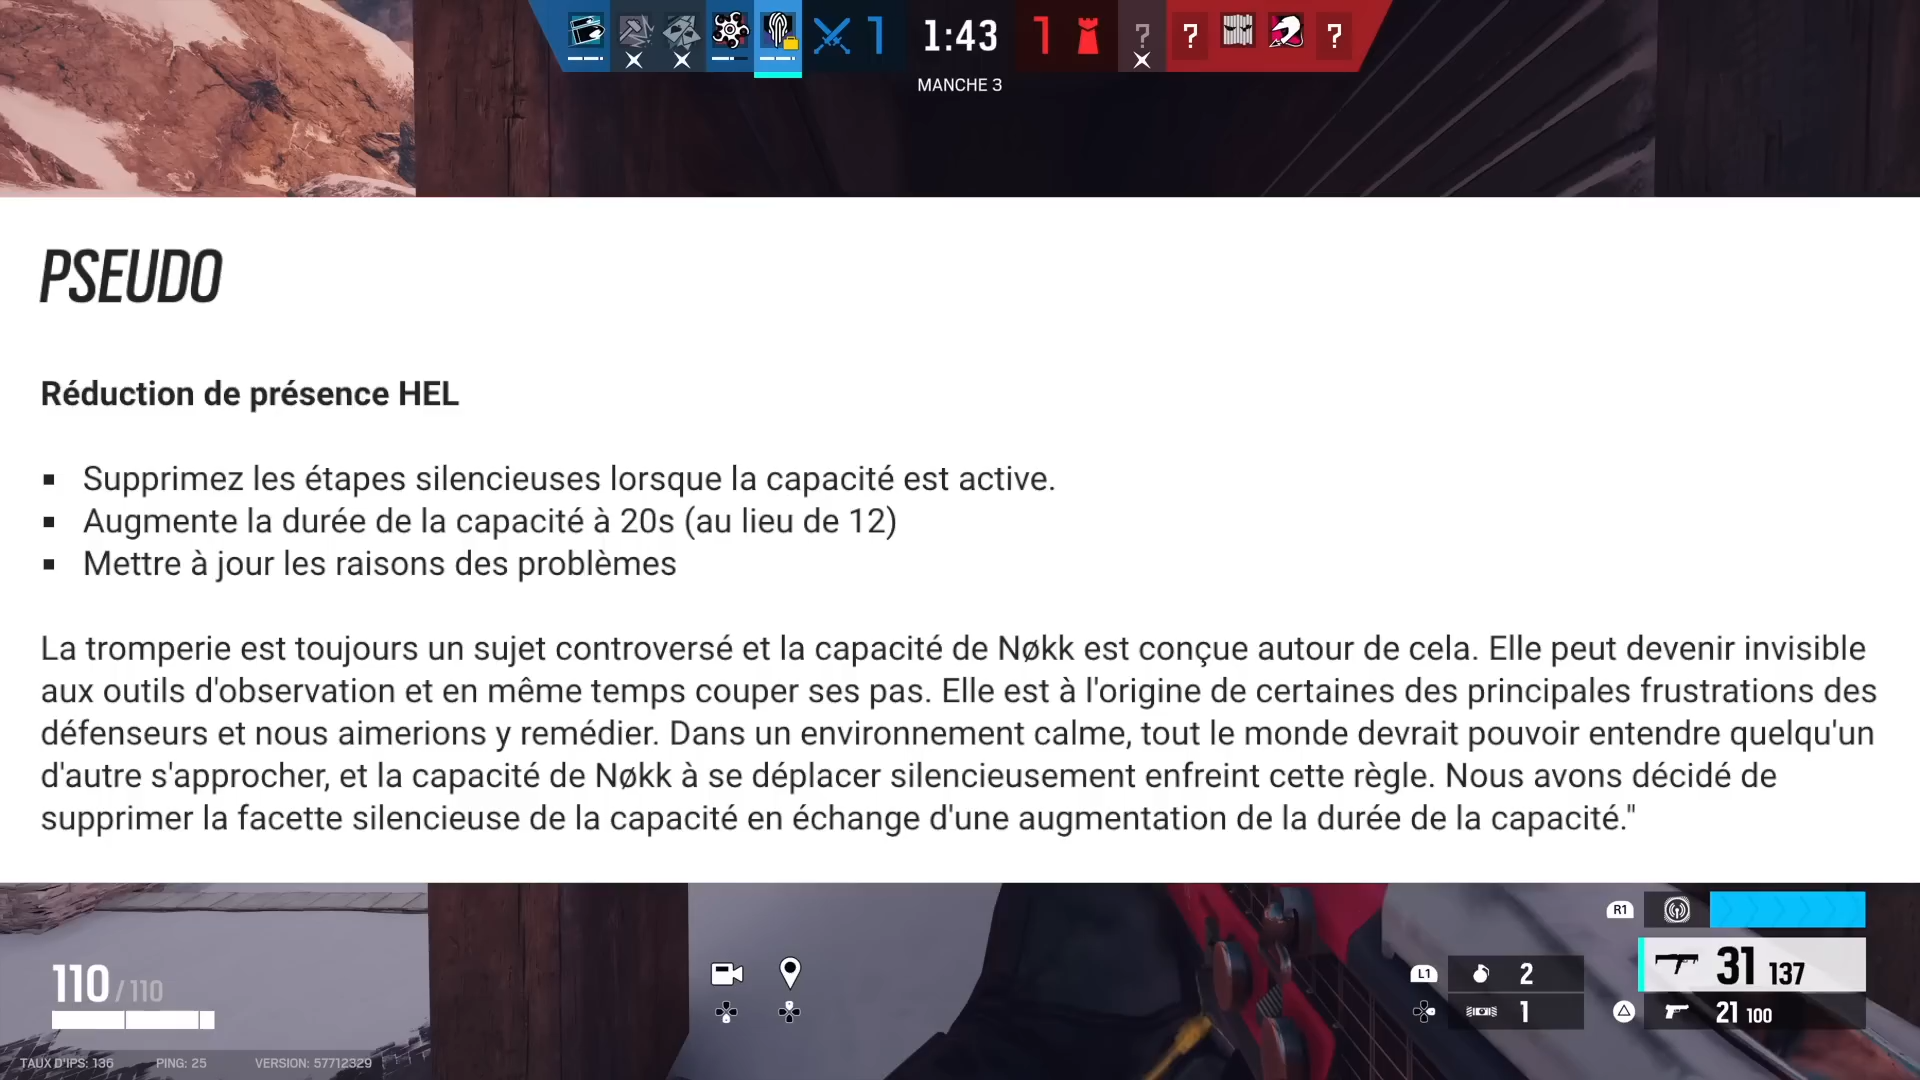 1 1:43 1 ? ? ?
MANCHE 3
PSEUDO
Réduction de présence HEL
▪ Supprimez les étapes silencieuses lorsque la capacité est active.
▪ Augmente la durée de la capacité à 20s (au lieu de 12)
▪ Mettre à jour les raisons des problèmes
La tromperie est toujours un sujet controversé et la capacité de Nøkk est conçue autour de cela. Elle peut devenir invisible
aux outils d'observation et en même temps couper ses pas. Elle est à l'origine de certaines des principales frustrations des
défenseurs et nous aimerions y remédier. Dans un environnement calme, tout le monde devrait pouvoir entendre quelqu'un
d'autre s'approcher, et la capacité de Nøkk à se déplacer silencieusement enfreint cette règle. Nous avons décidé de
supprimer la facette silencieuse de la capacité en échange d'une augmentation de la durée de la capacité."
R1
110 / 110
L1 2 31 137
1 21 100
TAUX D'IPS: 136 PING: 25 VERSION: 57712329